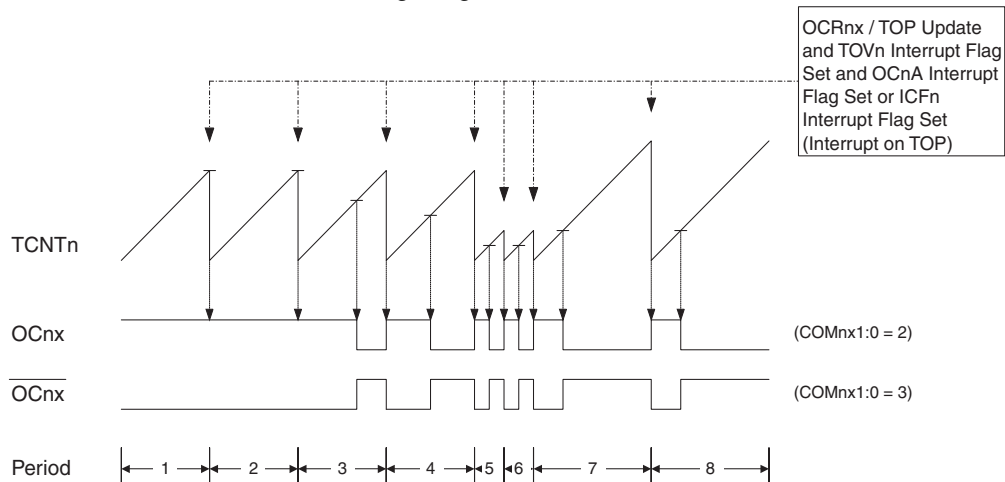 OCRnx / TOP Update
and TOVn Interrupt Flag
Set and OCnA Interrupt
Flag Set or ICFn
Interrupt Flag Set
(Interrupt on TOP)
TCNTn
OCnx (COMnx1:0 = 2)
OCnx (COMnx1:0 = 3)
Period 1 2 3 4 5 6 7 8